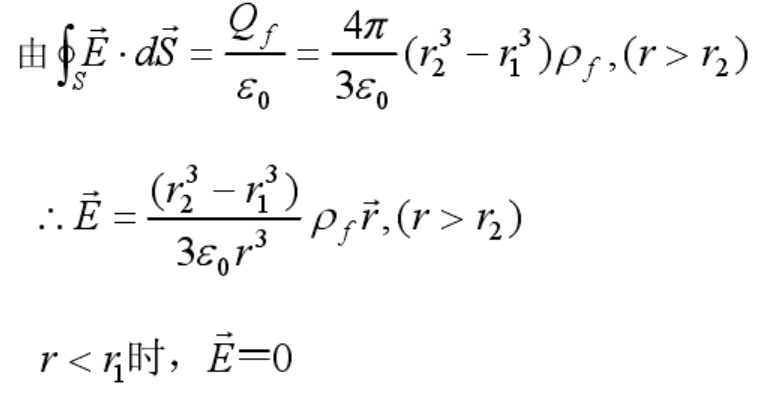 由∮_S E⃗ · dS⃗ = Q_f / ε₀ = 4π / 3ε₀ (r₂³ − r₁³)ρ_f, (r > r₂)
∴ E⃗ = (r₂³ − r₁³) / 3ε₀r³ ρ_f r⃗, (r > r₂)
r < r₁时，E⃗=0